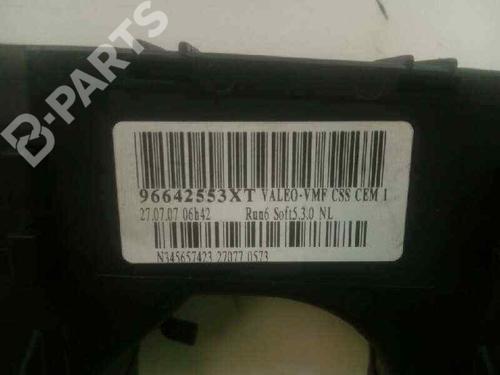 B-PARTS
96642553XT VALEO-VMF CSS CEM 1
27.07.07 06h42 Run6 Soft5.3.0 NL
N345657423 27077 0573